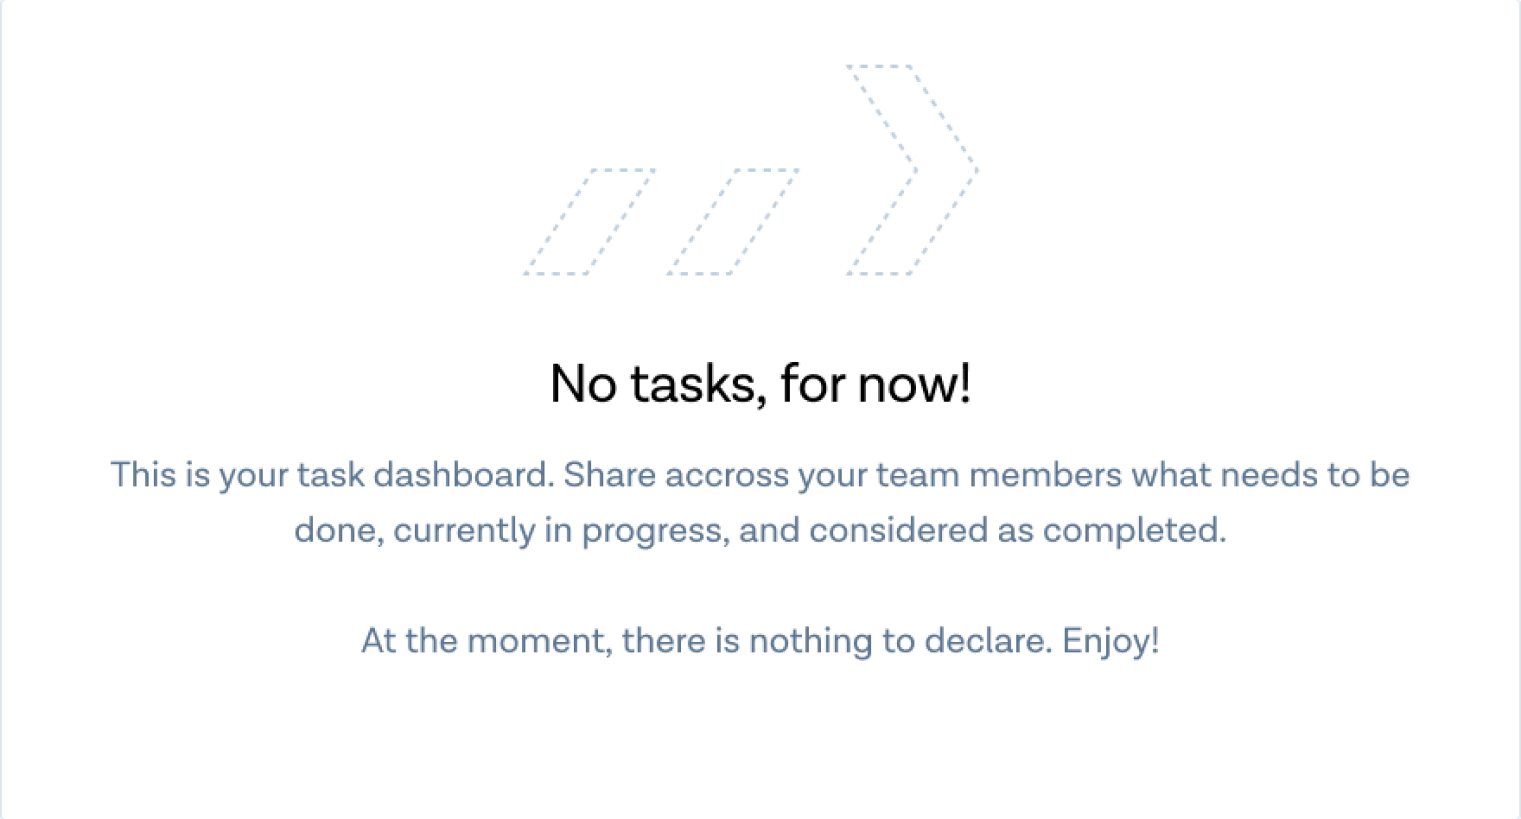 No tasks, for now!
This is your task dashboard. Share accross your team members what needs to be
done, currently in progress, and considered as completed.
At the moment, there is nothing to declare. Enjoy!